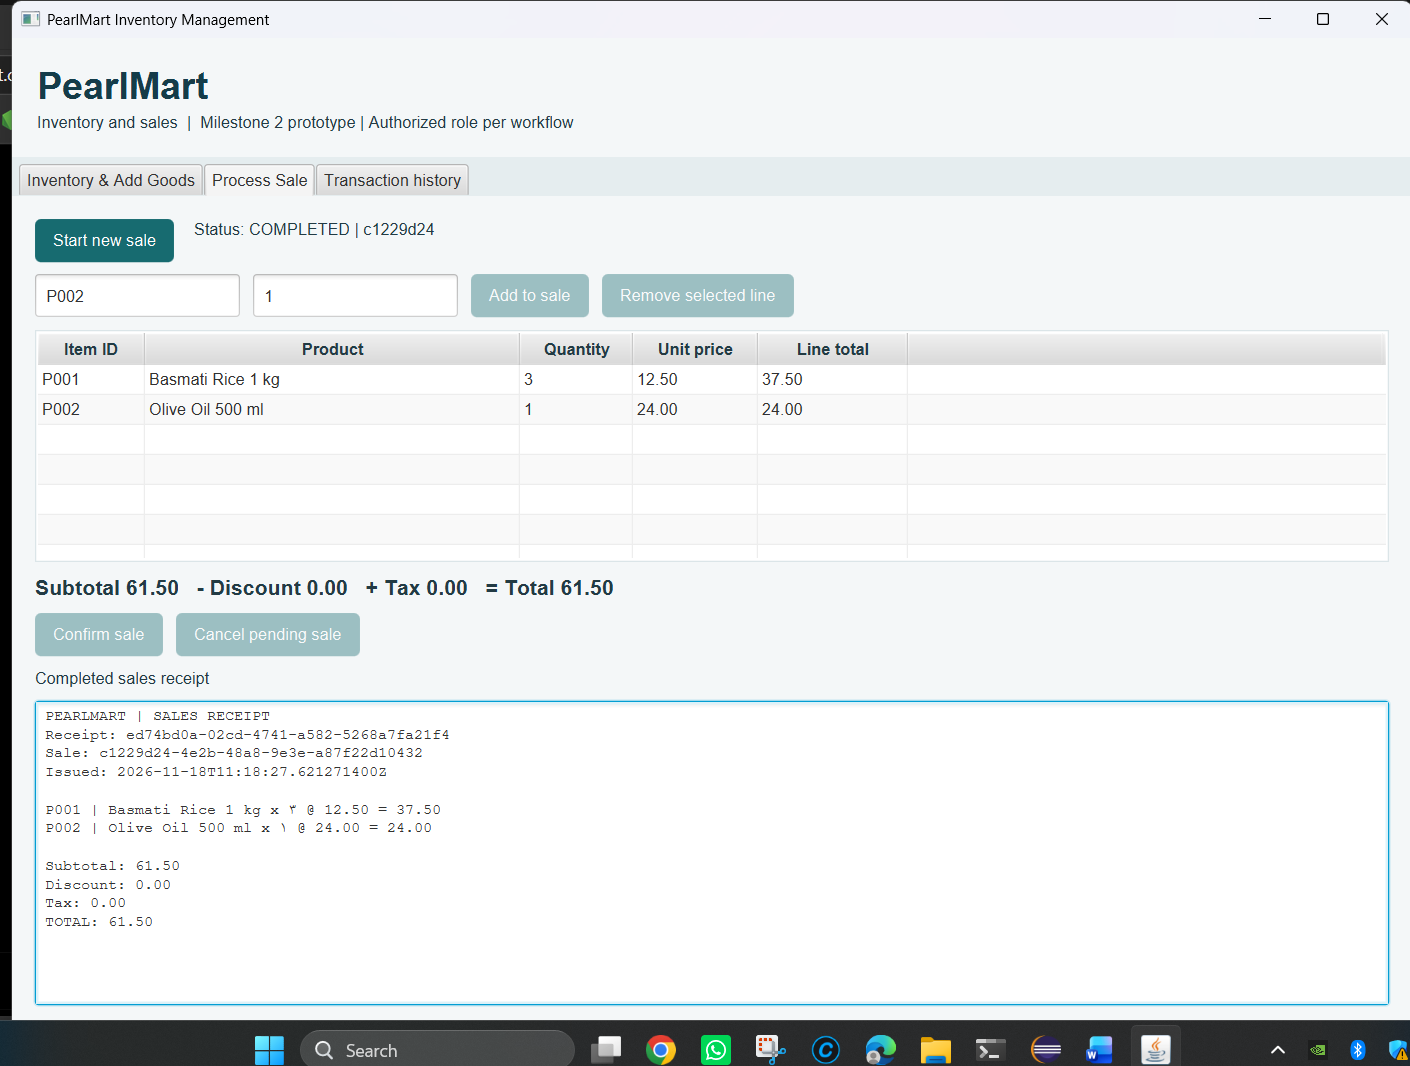 PearlMart Inventory Management
PearlMart
Inventory and sales | Milestone 2 prototype | Authorized role per workflow
Inventory & Add Goods Process Sale Transaction history
Start new sale Status: COMPLETED | c1229d24
P002 1 Add to sale Remove selected line
Item ID Product Quantity Unit price Line total
P001 Basmati Rice 1 kg 3 12.50 37.50
P002 Olive Oil 500 ml 1 24.00 24.00
Subtotal 61.50 - Discount 0.00 + Tax 0.00 = Total 61.50
Confirm sale Cancel pending sale
Completed sales receipt
PEARLMART | SALES RECEIPT
Receipt: ed74bd0a-02cd-4741-a582-5268a7fa21f4
Sale: c1229d24-4e2b-48a8-9e3e-a87f22d10432
Issued: 2026-11-18T11:18:27.621271400Z
P001 | Basmati Rice 1 kg x ٣ @ 12.50 = 37.50
P002 | Olive Oil 500 ml x ١ @ 24.00 = 24.00
Subtotal: 61.50
Discount: 0.00
Tax: 0.00
TOTAL: 61.50
Search